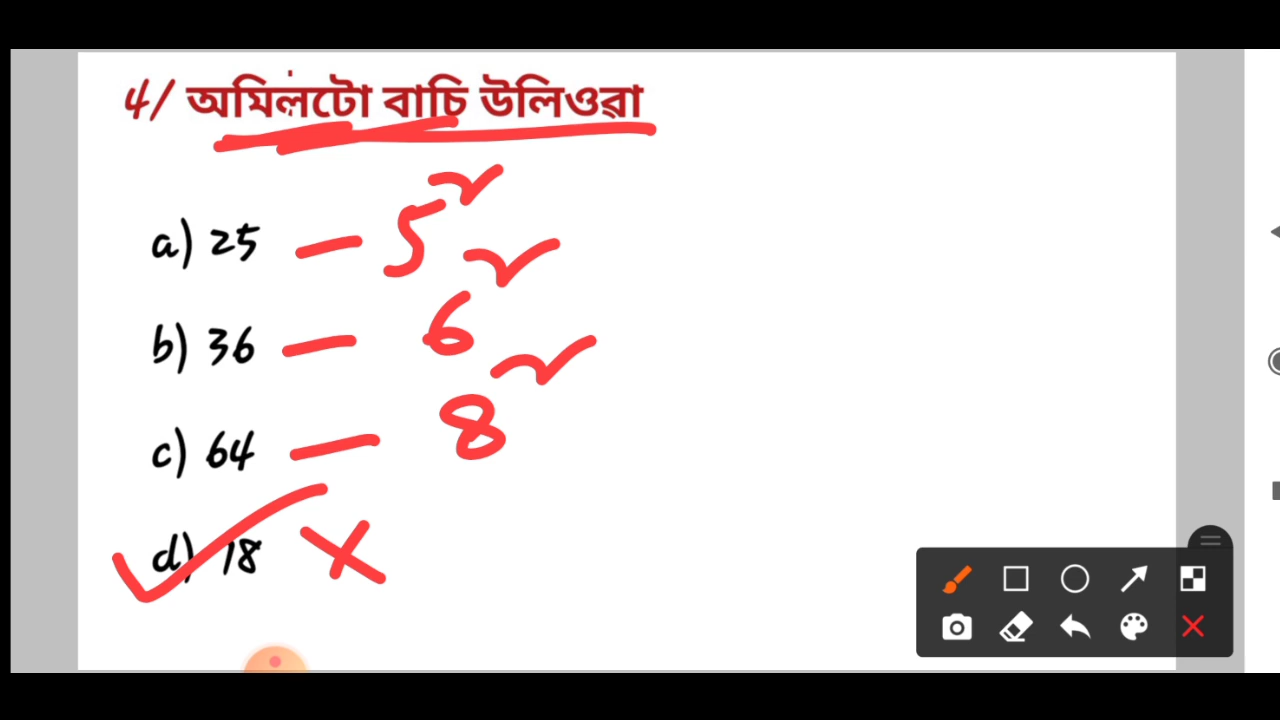 4/ অমিলটো বাচি উলিওৱা
a) 25 — 5
b) 36 — 6
c) 64 — 8
d) 18